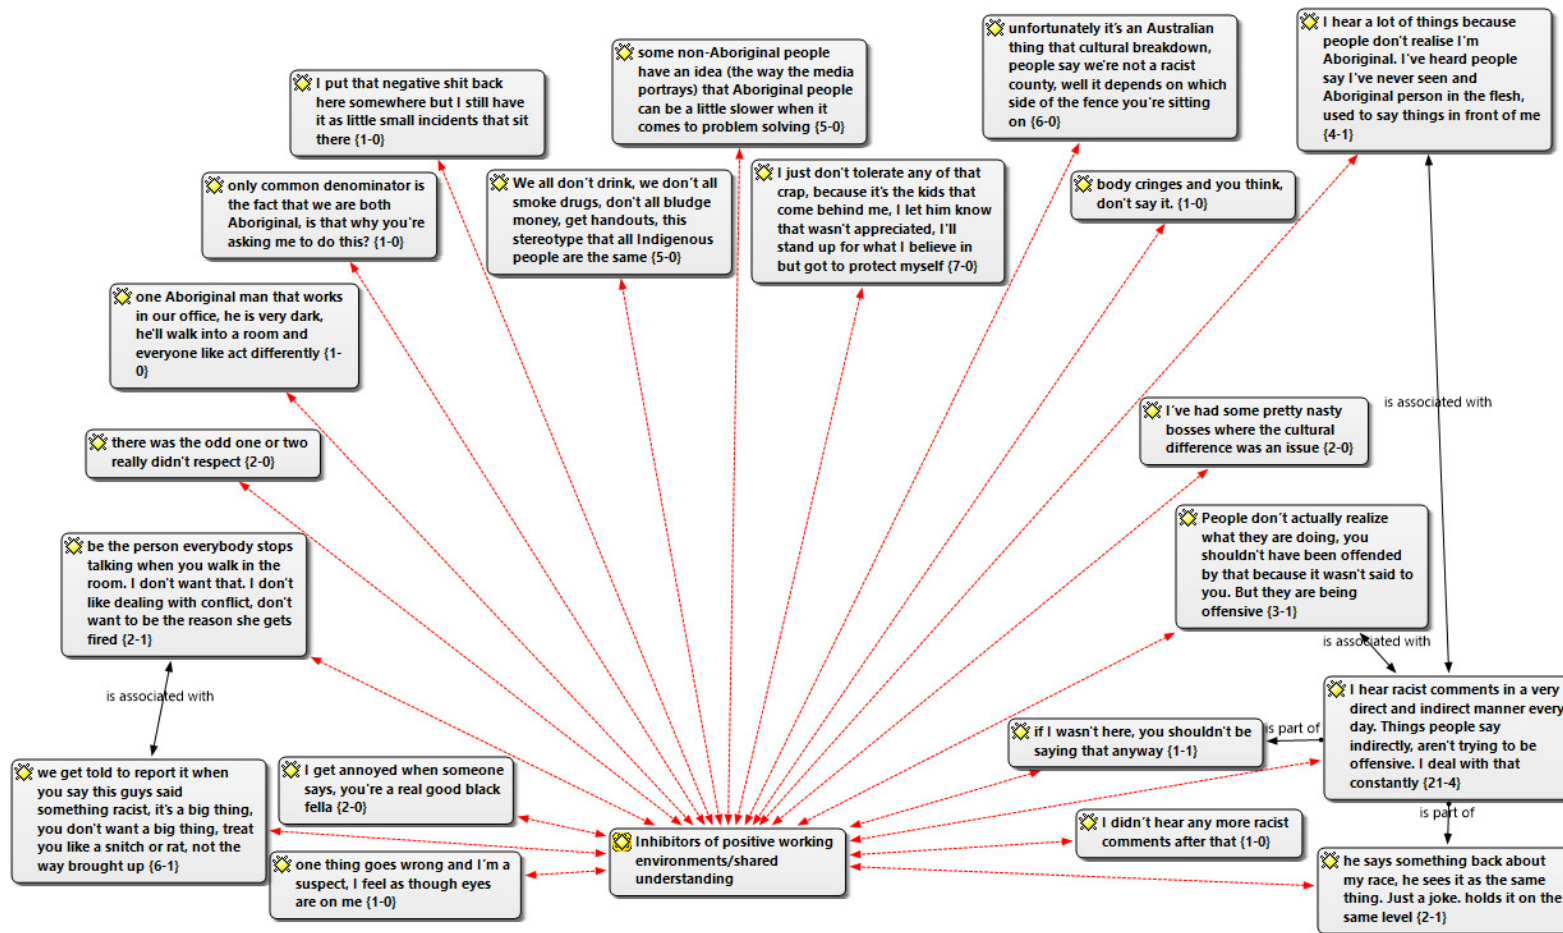 unfortunately it's an Australian
thing that cultural breakdown,
people say we're not a racist
county, well it depends on which
side of the fence you're sitting
on {6-0}
I hear a lot of things because
people don't realise I'm
Aboriginal. I've heard people
say I've never seen and
Aboriginal person in the flesh,
used to say things in front of me
{4-1}
some non-Aboriginal people
have an idea (the way the media
portrays) that Aboriginal people
can be a little slower when it
comes to problem solving {5-0}
I put that negative shit back
here somewhere but I still have
it as little small incidents that sit
there {1-0}
only common denominator is
the fact that we are both
Aboriginal, is that why you're
asking me to do this? {1-0}
We all don´t drink, we don´t all
smoke drugs, don't all bludge
money, get handouts, this
stereotype that all Indigenous
people are the same {5-0}
I just don't tolerate any of that
crap, because it's the kids that
come behind me, I let him know
that wasn't appreciated, I'll
stand up for what I believe in
but got to protect myself {7-0}
body cringes and you think,
don't say it. {1-0}
one Aboriginal man that works
in our office, he is very dark,
he'll walk into a room and
everyone like act differently {1-
0}
is associated with
I´ve had some pretty nasty
bosses where the cultural
difference was an issue {2-0}
there was the odd one or two
really didn't respect {2-0}
People don´t actually realize
what they are doing, you
shouldn't have been offended
by that because it wasn't said to
you. But they are being
offensive {3-1}
be the person everybody stops
talking when you walk in the
room. I don't want that. I don't
like dealing with conflict, don't
want to be the reason she gets
fired {2-1}
is associated with
is associated with
I hear racist comments in a very
direct and indirect manner every
day. Things people say
indirectly, aren't trying to be
offensive. I deal with that
constantly {21-4}
is part of
if I wasn't here, you shouldn't be
saying that anyway {1-1}
we get told to report it when
you say this guys said
something racist, it's a big thing,
you don't want a big thing, treat
you like a snitch or rat, not the
way brought up {6-1}
I get annoyed when someone
says, you're a real good black
fella {2-0}
is part of
I didn´t hear any more racist
comments after that {1-0}
Inhibitors of positive working
environments/shared
understanding
one thing goes wrong and I´m a
suspect, I feel as though eyes
are on me {1-0}
he says something back about
my race, he sees it as the same
thing. Just a joke. holds it on the
same level {2-1}